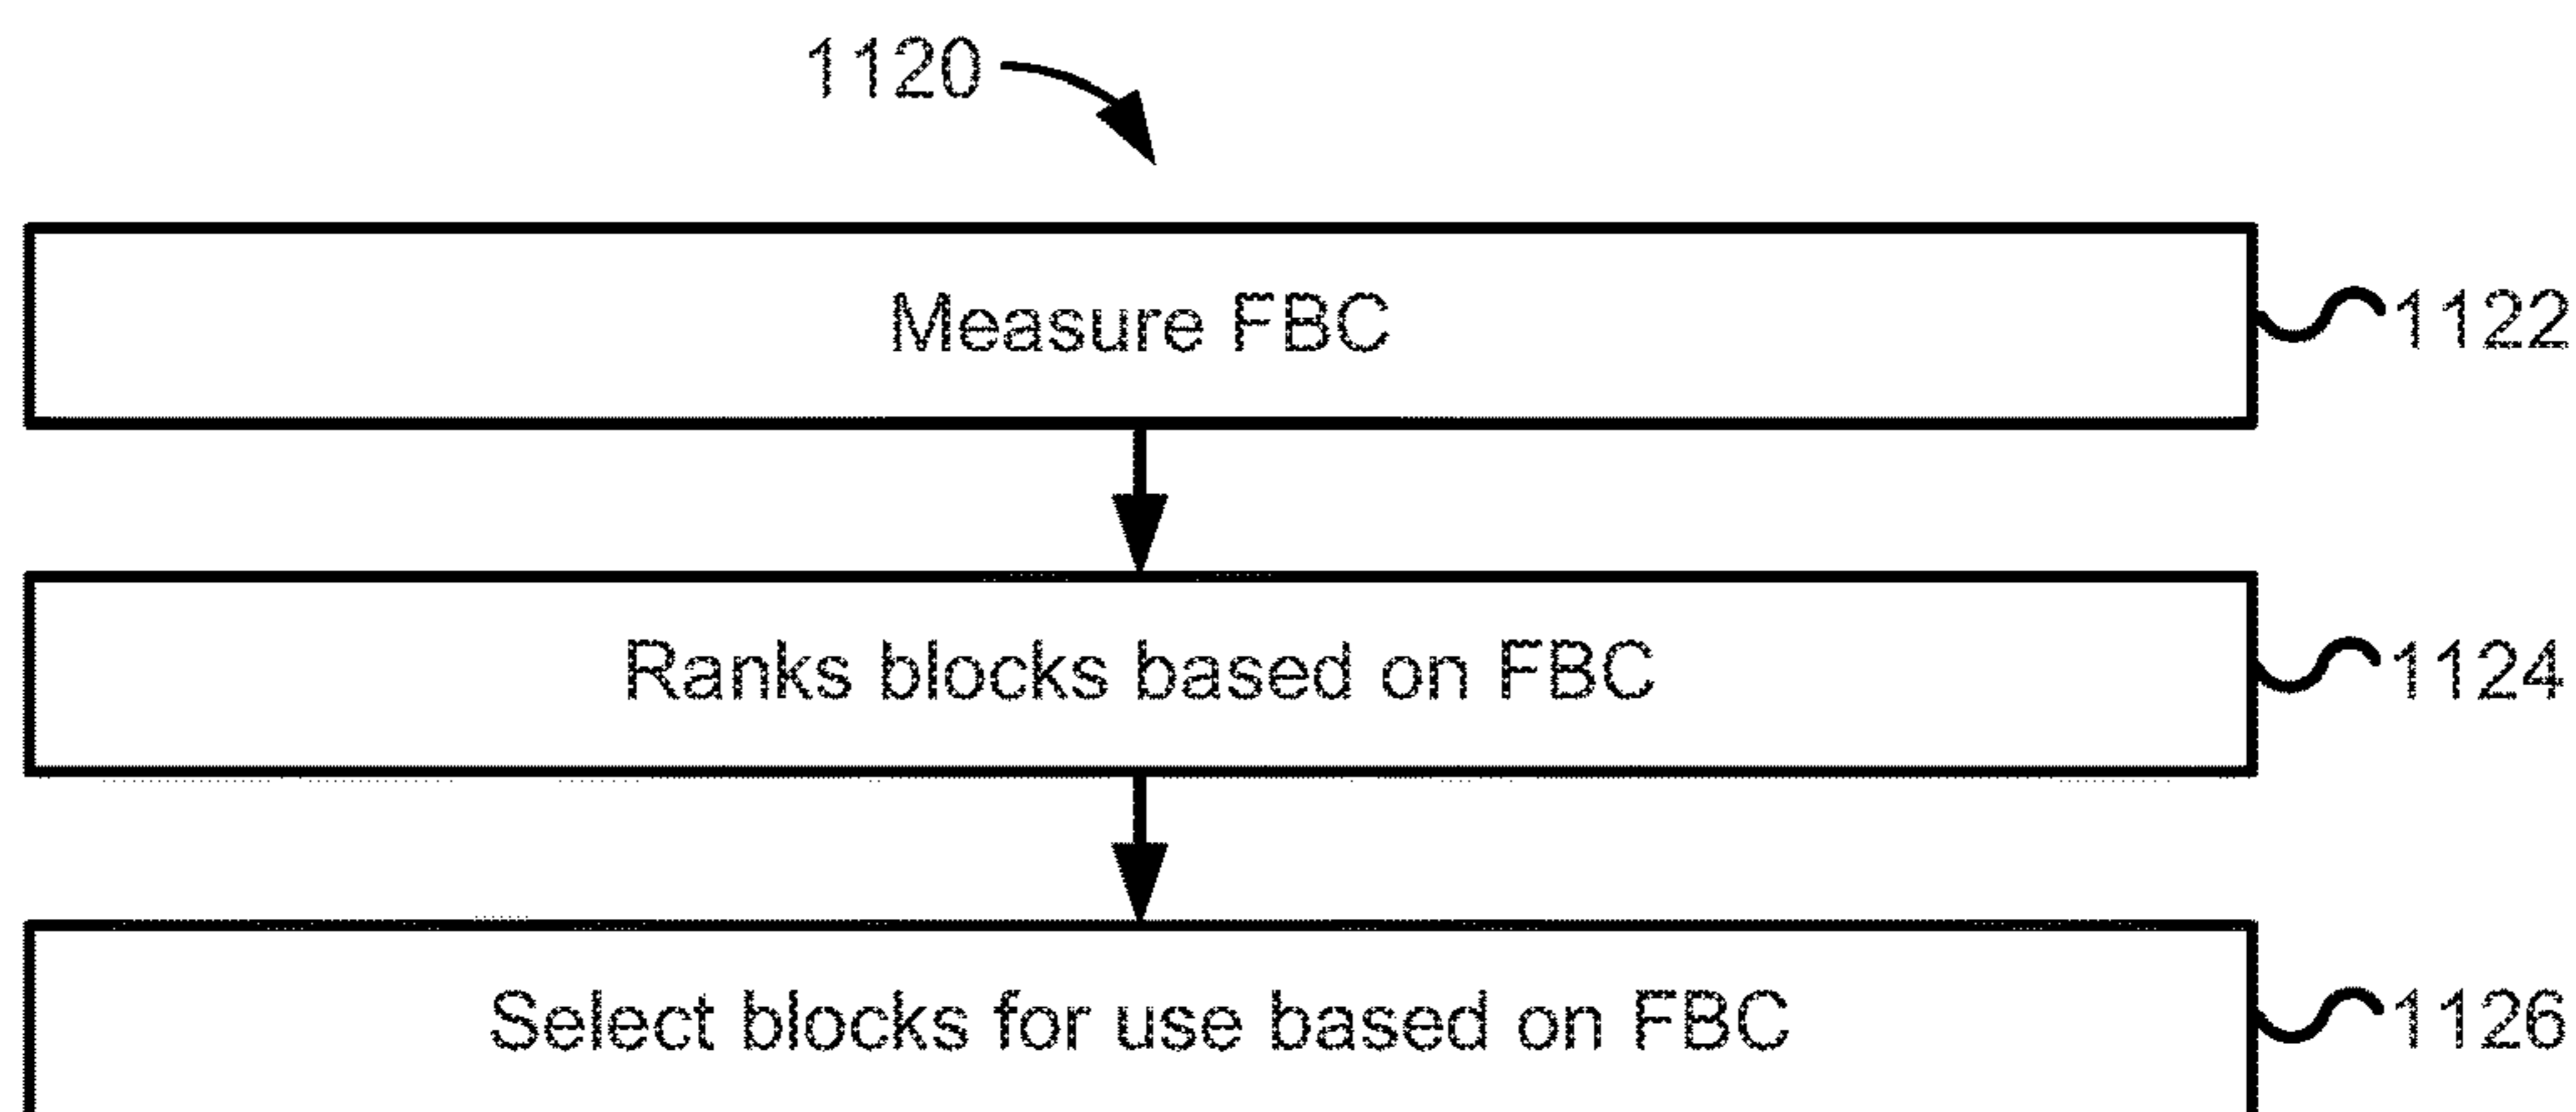 1120
Measure FBC
1122
Ranks blocks based on FBC
1124
Select blocks for use based on FBC
1126